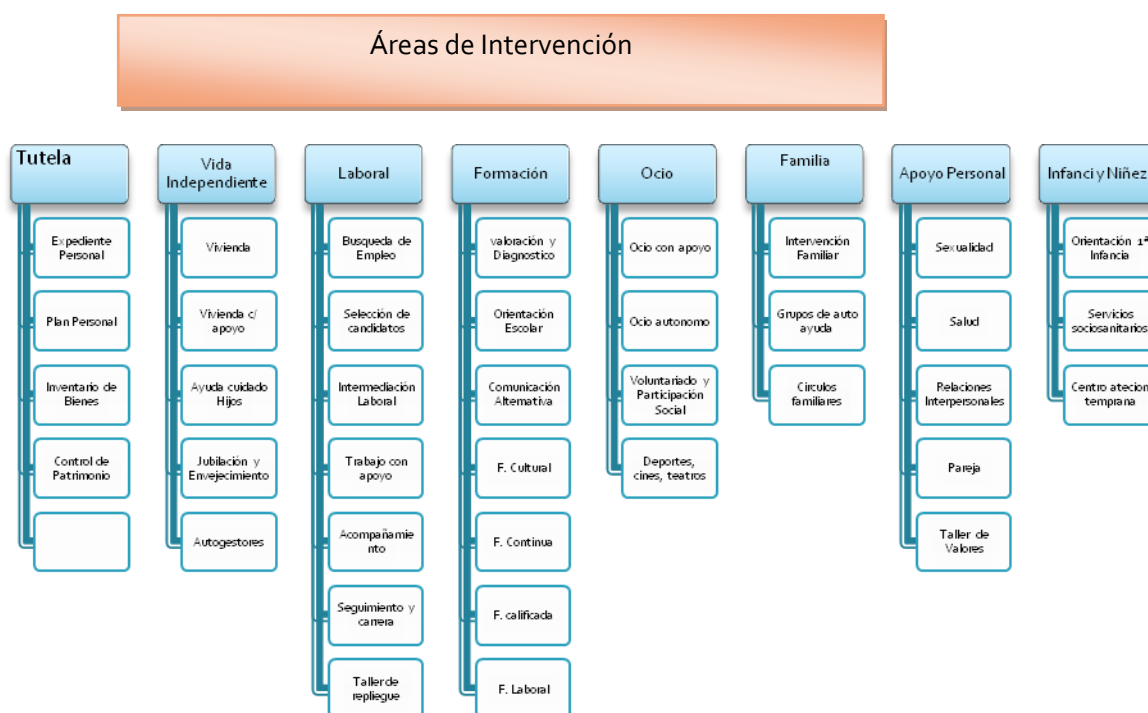 Áreas de Intervención
Tutela
Expediente
Personal
Plan Personal
Inventario de
Bienes
Control de
Patrimonio
Vida
Independiente
Vivienda
Vivienda c/
apoyo
Ayuda cuidado
Hijos
Jubilación y
Envejecimiento
Autogestores
Laboral
Busqueda de
Empleo
Selección de
candidatos
Intermediación
Laboral
Trabajo con
apoyo
Acompañamie
nto
Seguimiento y
carrera
Taller de
repliegue
Formación
valoración y
Diagnostico
Orientación
Escolar
Comunicación
Alternativa
F. Cultural
F. Continua
F. calificada
F. Laboral
Ocio
Ocio con apoyo
Ocio autonomo
Voluntariado y
Participación
Social
Deportes,
cines, teatros
Familia
Intervención
Familiar
Grupos de auto
ayuda
Circulos
familiares
Apoyo Personal
Sexualidad
Salud
Relaciones
Interpersonales
Pareja
Taller de
Valores
Infanci y Niñez
Orientación 1ª
Infancia
Servicios
sociosanitarios
Centro atecion
temprana